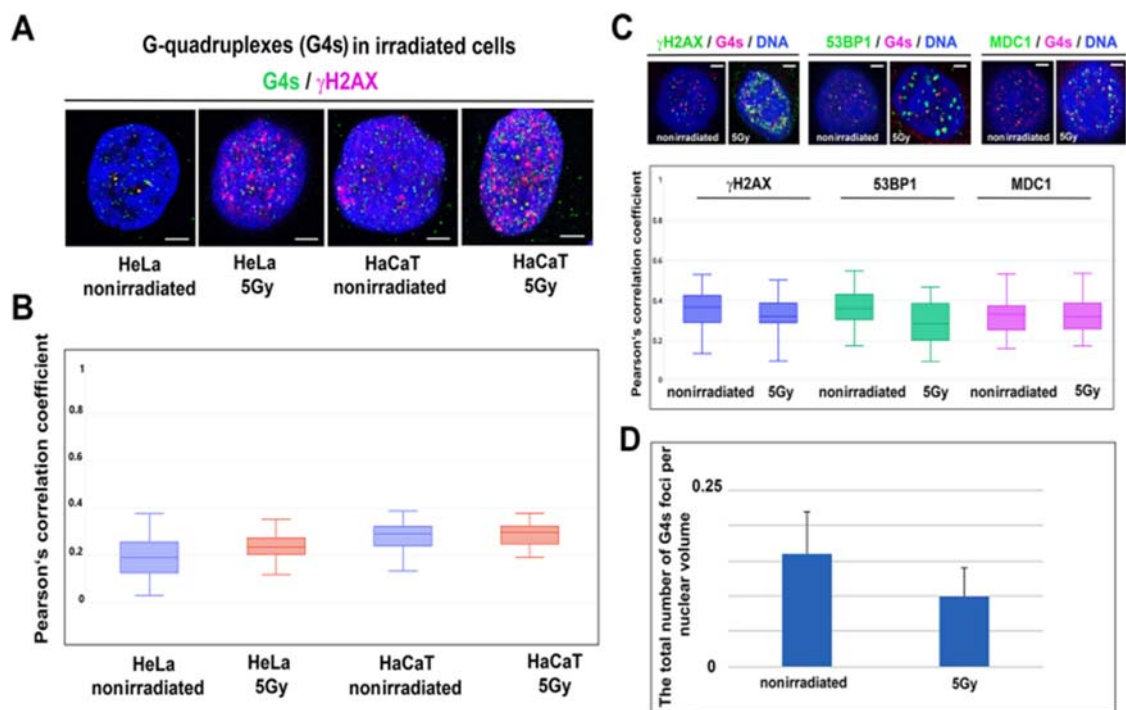 A
G-quadruplexes (G4s) in irradiated cells
G4s / γH2AX
HeLa
nonirradiated
HeLa
5Gy
HaCaT
nonirradiated
HaCaT
5Gy
B
Pearson's correlation coefficient
1
0.8
0.6
0.4
0.2
0
HeLa
nonirradiated
HeLa
5Gy
HaCaT
nonirradiated
HaCaT
5Gy
C
γH2AX / G4s / DNA
53BP1 / G4s / DNA
MDC1 / G4s / DNA
nonirradiated
5Gy
nonirradiated
5Gy
nonirradiated
5Gy
Pearson's correlation coefficient
1
0.8
0.6
0.4
0.2
0
γH2AX
53BP1
MDC1
nonirradiated
5Gy
nonirradiated
5Gy
nonirradiated
5Gy
D
The total number of G4s foci per
nuclear volume
0.25
0
nonirradiated
5Gy